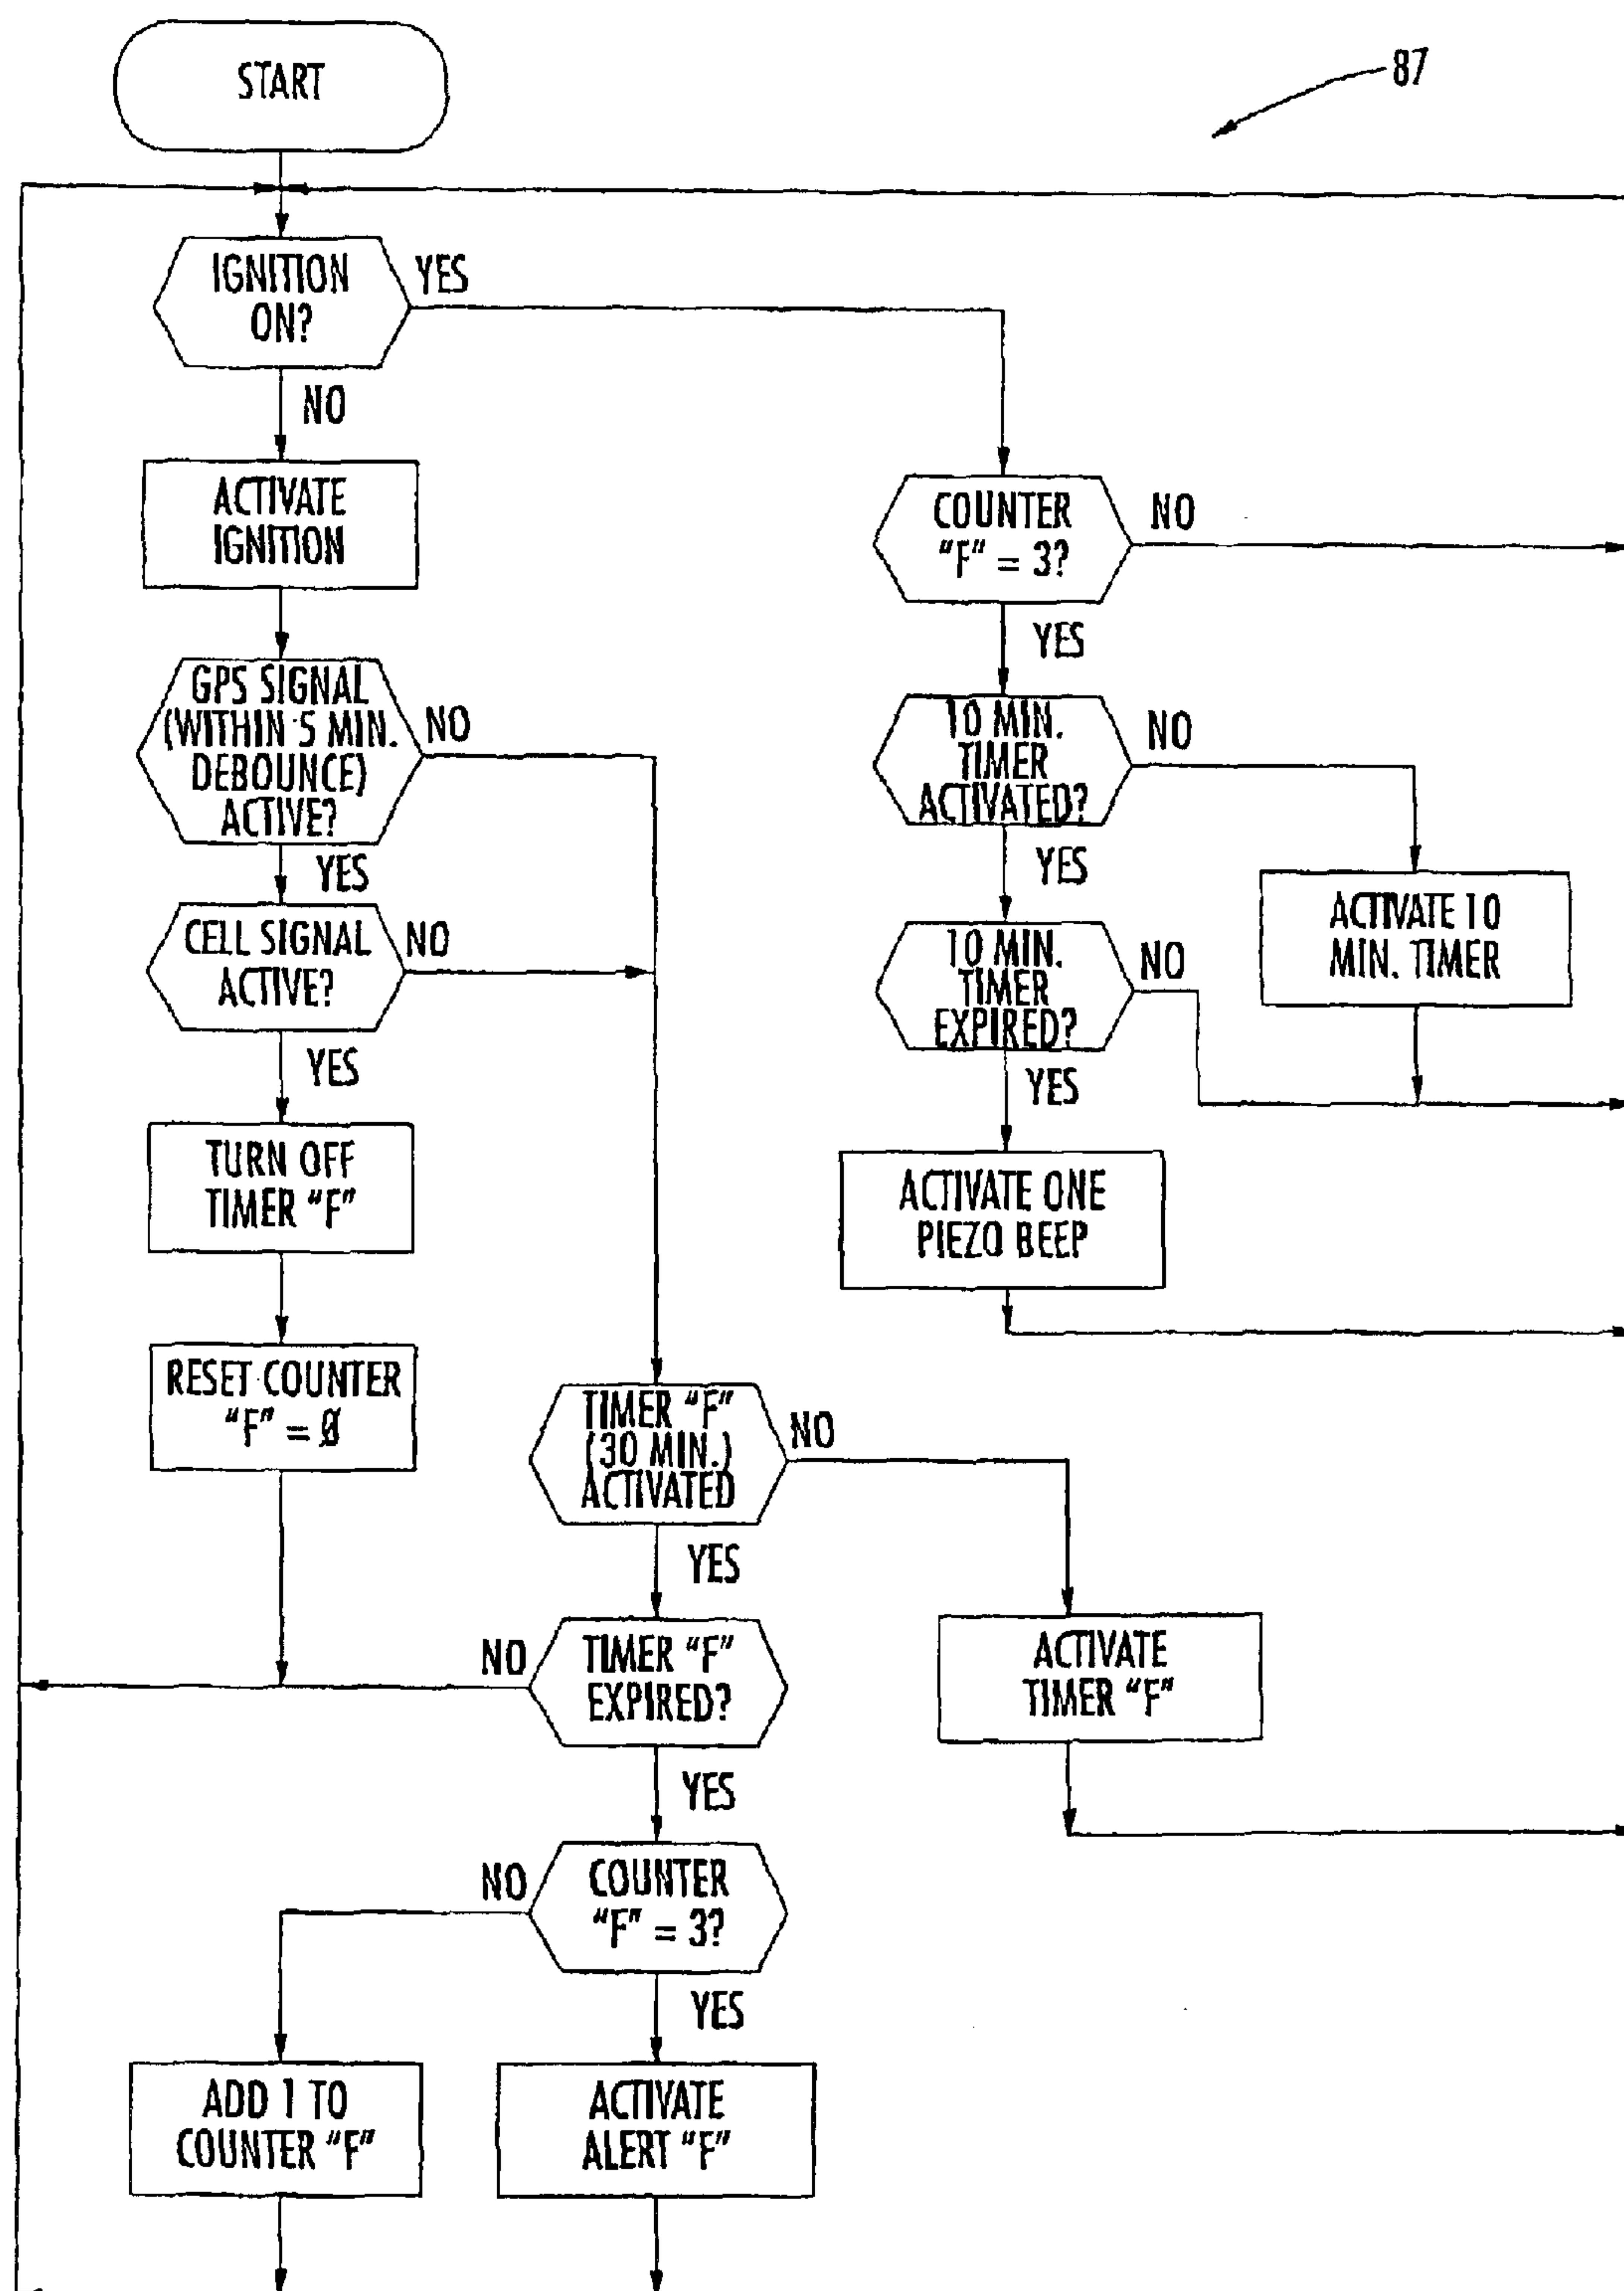 START
87
IGNITION
ON?
YES
NO
ACTIVATE
IGNITION
COUNTER
"F" = 3?
NO
YES
GPS SIGNAL
(WITHIN 5 MIN.
DEBOUNCE)
ACTIVE?
NO
YES
10 MIN.
TIMER
ACTIVATED?
NO
YES
ACTIVATE 10
MIN. TIMER
CELL SIGNAL
ACTIVE?
NO
YES
10 MIN.
TIMER
EXPIRED?
NO
YES
TURN OFF
TIMER "F"
ACTIVATE ONE
PIEZO BEEP
RESET COUNTER
"F" = Ø
TIMER "F"
(30 MIN.)
ACTIVATED
NO
YES
NO
TIMER "F"
EXPIRED?
YES
ACTIVATE
TIMER "F"
NO
COUNTER
"F" = 3?
YES
ADD 1 TO
COUNTER "F"
ACTIVATE
ALERT "F"